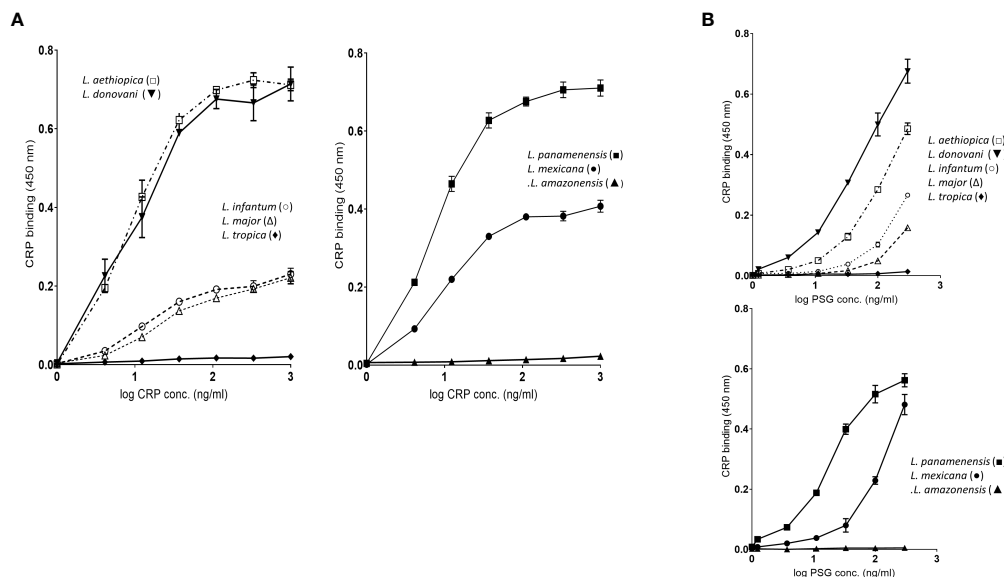 A
CRP binding (450 nm)
0.8
0.6
0.4
0.2
0.0
0
1
2
3
log CRP conc. (ng/ml)
L. aethiopica (□)
L. donovani (▼)
L. infantum (○)
L. major (△)
L. tropica (♦)
CRP binding (450 nm)
0.8
0.6
0.4
0.2
0.0
0
1
2
3
log CRP conc. (ng/ml)
L. panamenensis (■)
L. mexicana (●)
.L. amazonensis (▲)
B
CRP binding (450 nm)
0.8
0.6
0.4
0.2
0.0
0
1
2
3
log PSG conc. (ng/ml)
L. aethiopica (□)
L. donovani (▼
L. infantum (○)
L. major (△)
L. tropica (♦)
CRP binding (450 nm)
0.8
0.6
0.4
0.2
0.0
0
1
2
3
log PSG conc. (ng/ml)
L. panamenensis (■)
L. mexicana (●)
.L. amazonensis (▲